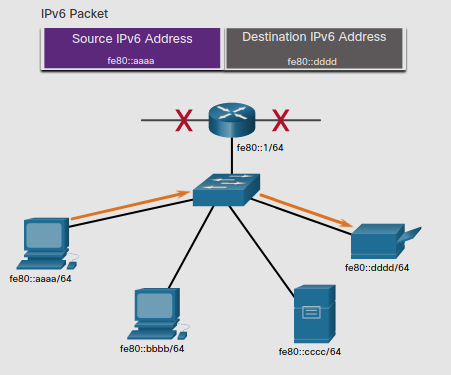 IPv6 Packet
Source IPv6 Address
fe80::aaaa
Destination IPv6 Address
fe80::dddd
fe80::1/64
fe80::aaaa/64
fe80::dddd/64
fe80::bbbb/64
fe80::cccc/64